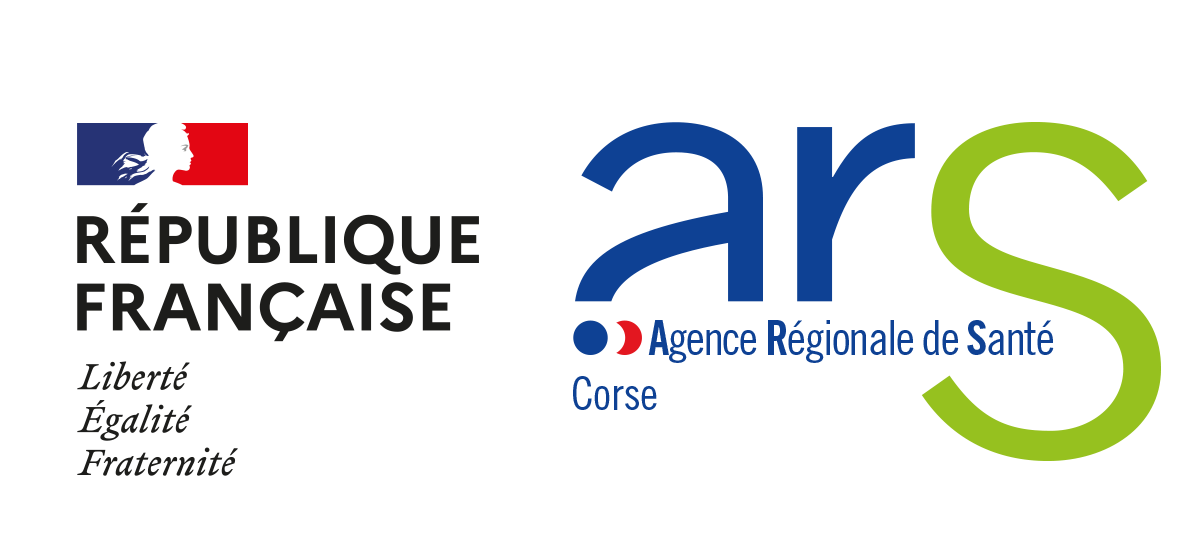 RÉPUBLIQUE
FRANÇAISE
Liberté
Égalité
Fraternité
ars
Agence Régionale de Santé
Corse